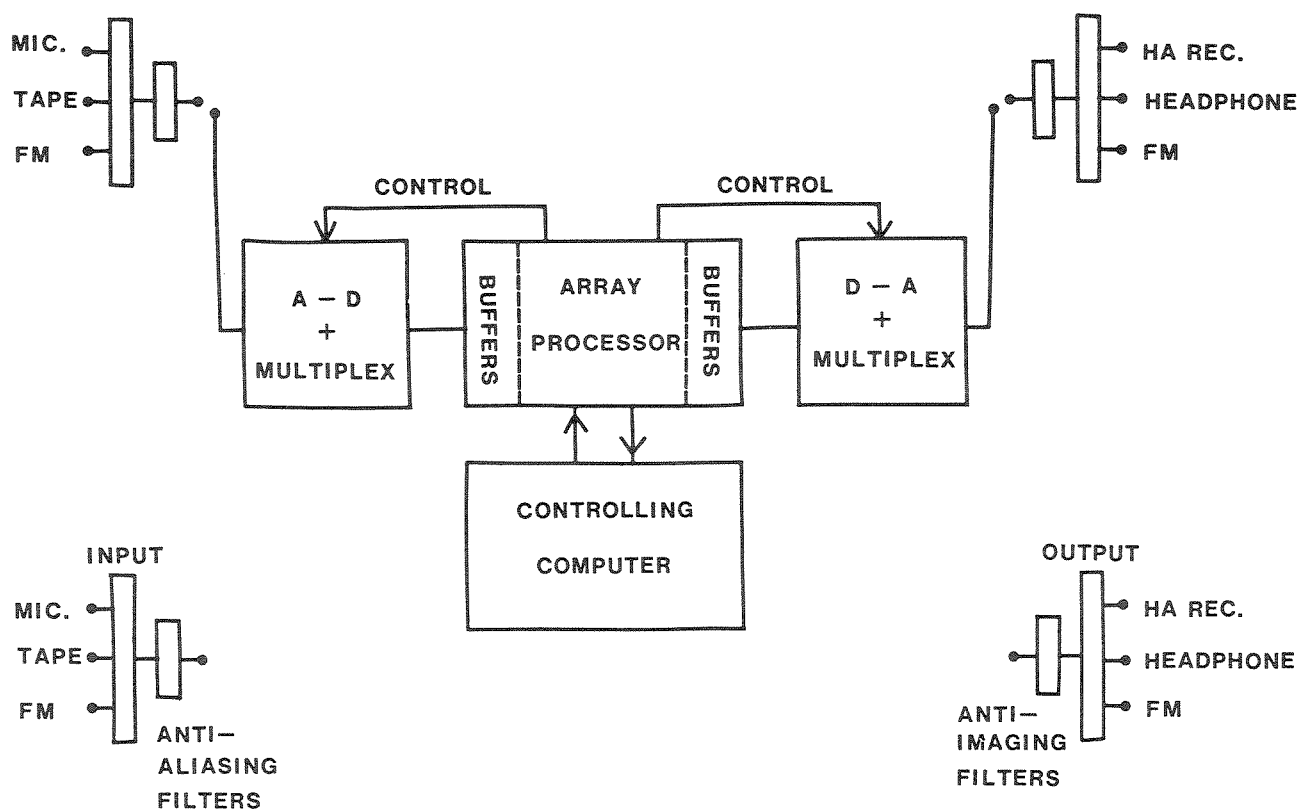 MIC.
TAPE
FM
HA REC.
HEADPHONE
FM
CONTROL
CONTROL
A – D
+
MULTIPLEX
BUFFERS
ARRAY
PROCESSOR
BUFFERS
D – A
+
MULTIPLEX
CONTROLLING
COMPUTER
INPUT
MIC.
TAPE
FM
ANTI–
ALIASING
FILTERS
OUTPUT
HA REC.
HEADPHONE
FM
ANTI–
IMAGING
FILTERS